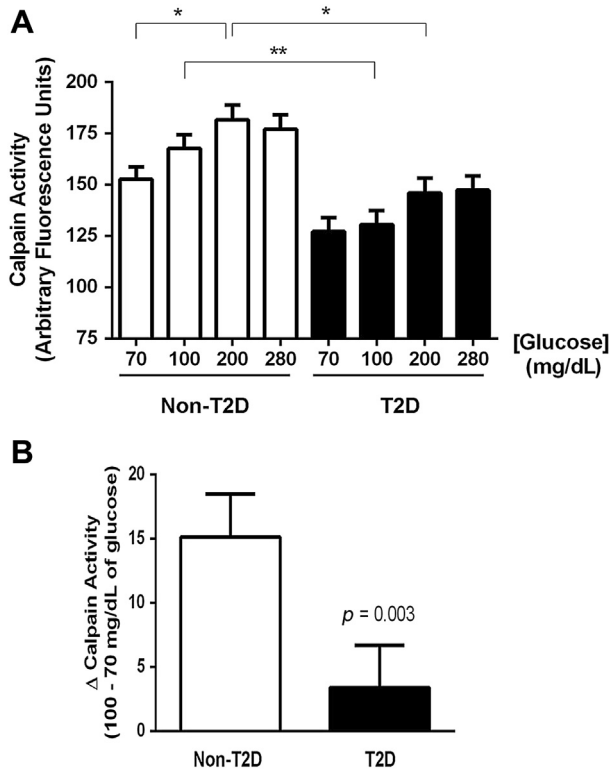 A
* *
**
Calpain Activity
(Arbitrary Fluorescence Units)
200
175
150
125
100
75
70 100 200 280 70 100 200 280
[Glucose]
(mg/dL)
Non-T2D T2D
B
Δ Calpain Activity
(100 - 70 mg/dL of glucose)
20
15
10
5
0
p = 0.003
Non-T2D T2D